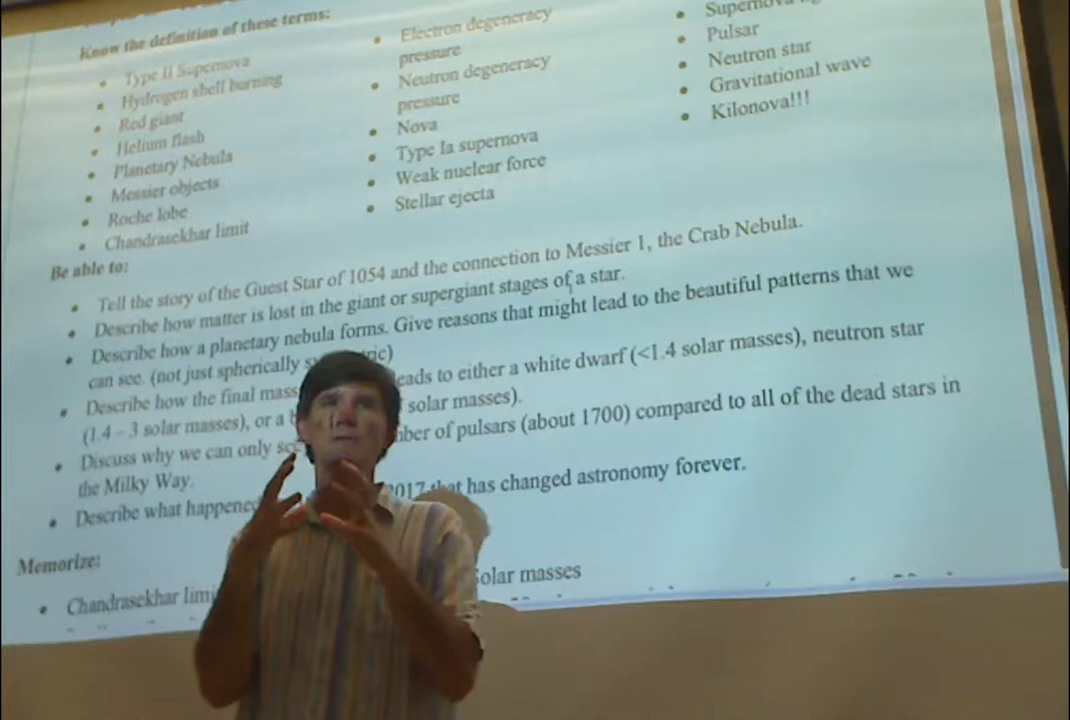 Know the definition of these terms:
Type II Supernova
Hydrogen shell burning
Red giant
Helium flash
Planetary Nebula
Messier objects
Roche lobe
Chandrasekhar limit
Electron degeneracy
pressure
Neutron degeneracy
pressure
Nova
Type Ia supernova
Weak nuclear force
Stellar ejecta
Pulsar
Neutron star
Gravitational wave
Kilonova!!!
Be able to:
Tell the story of the Guest Star of 1054 and the connection to Messier 1, the Crab Nebula.
Describe how matter is lost in the giant or supergiant stages of a star.
Describe how a planetary nebula forms. Give reasons that might lead to the beautiful patterns that we
can see. (not just spherically
Describe how the final mass leads to either a white dwarf (<1.4 solar masses), neutron star
(1.4 – 3 solar masses), or a solar masses).
Discuss why we can only of pulsars (about 1700) compared to all of the dead stars in
the Milky Way.
Describe what 2017 that has changed astronomy forever.
Memorize:
Chandrasekhar solar masses